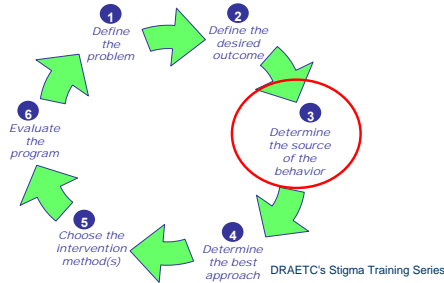 1
Define
the
problem
2
Define the
desired
outcome
3
Determine
the source
of the
behavior
4
Determine
the best
approach
5
Choose the
intervention
method(s)
6
Evaluate
the
program
DRAETC's Stigma Training Series